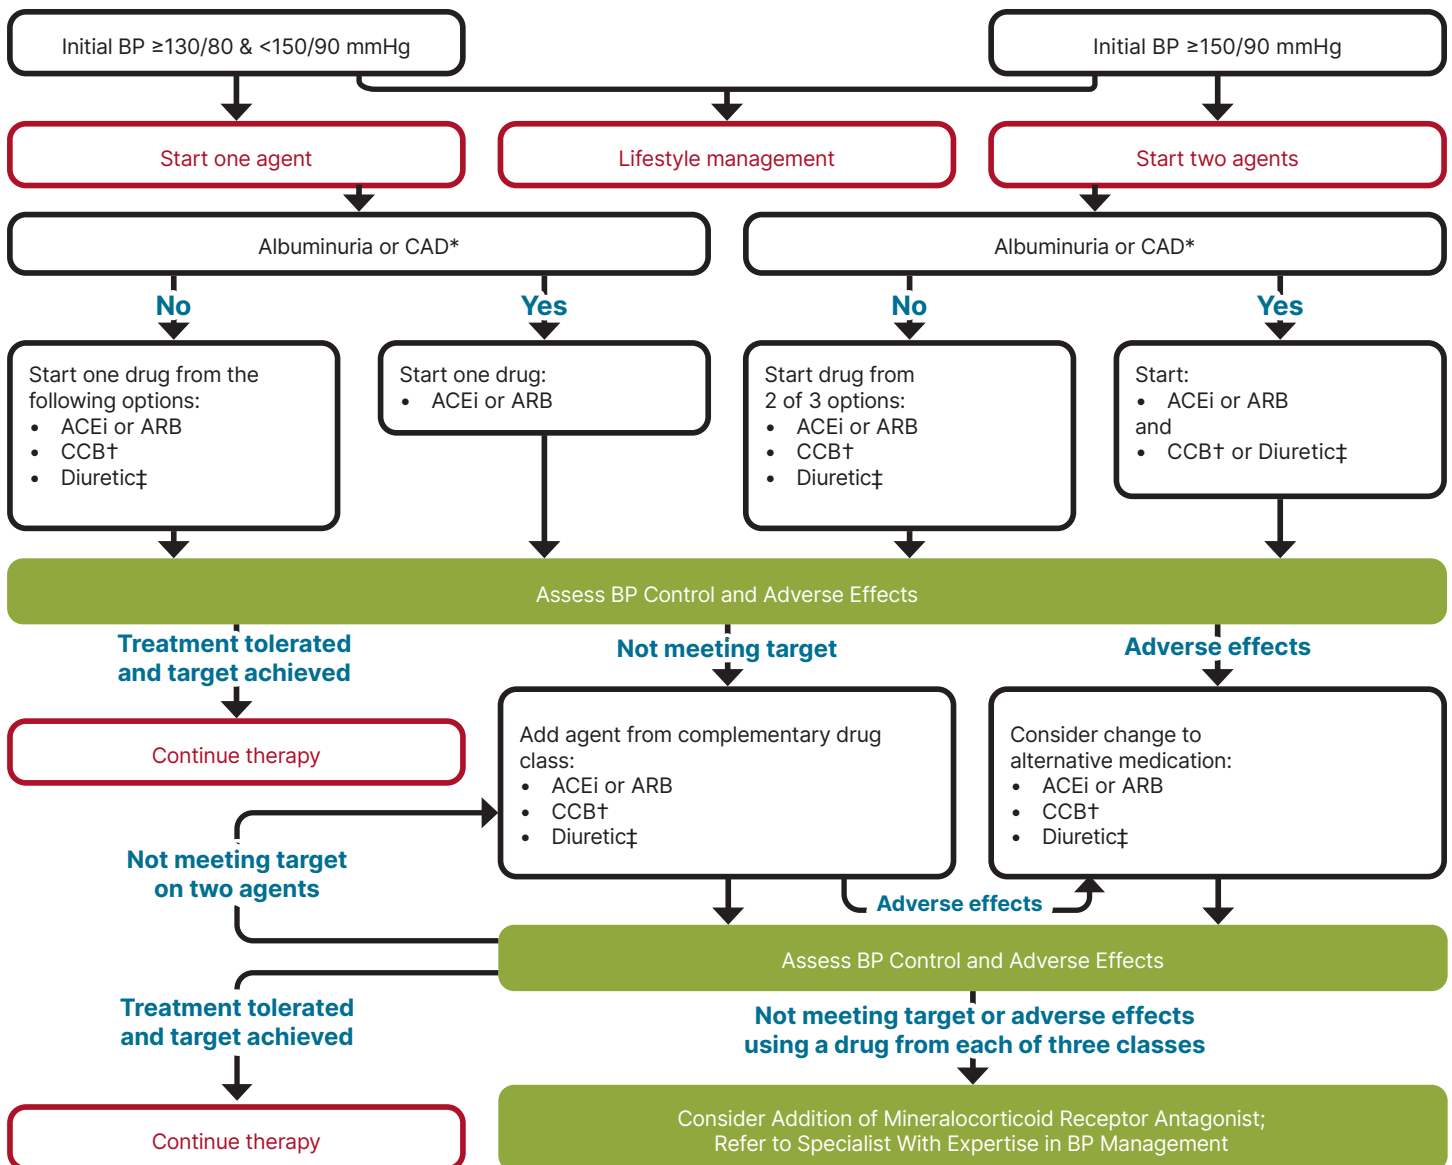 Initial BP ≥130/80 & <150/90 mmHg
Initial BP ≥150/90 mmHg
Start one agent
Lifestyle management
Start two agents
Albuminuria or CAD*
Albuminuria or CAD*
No
Yes
No
Yes
Start one drug from the
following options:
• ACEi or ARB
• CCB†
• Diuretic‡
Start one drug:
• ACEi or ARB
Start drug from
2 of 3 options:
• ACEi or ARB
• CCB†
• Diuretic‡
Start:
• ACEi or ARB
and
• CCB† or Diuretic‡
Assess BP Control and Adverse Effects
Treatment tolerated
and target achieved
Not meeting target
Adverse effects
Continue therapy
Add agent from complementary drug
class:
• ACEi or ARB
• CCB†
• Diuretic‡
Consider change to
alternative medication:
• ACEi or ARB
• CCB†
• Diuretic‡
Not meeting target
on two agents
Adverse effects
Assess BP Control and Adverse Effects
Treatment tolerated
and target achieved
Not meeting target or adverse effects
using a drug from each of three classes
Continue therapy
Consider Addition of Mineralocorticoid Receptor Antagonist;
Refer to Specialist With Expertise in BP Management